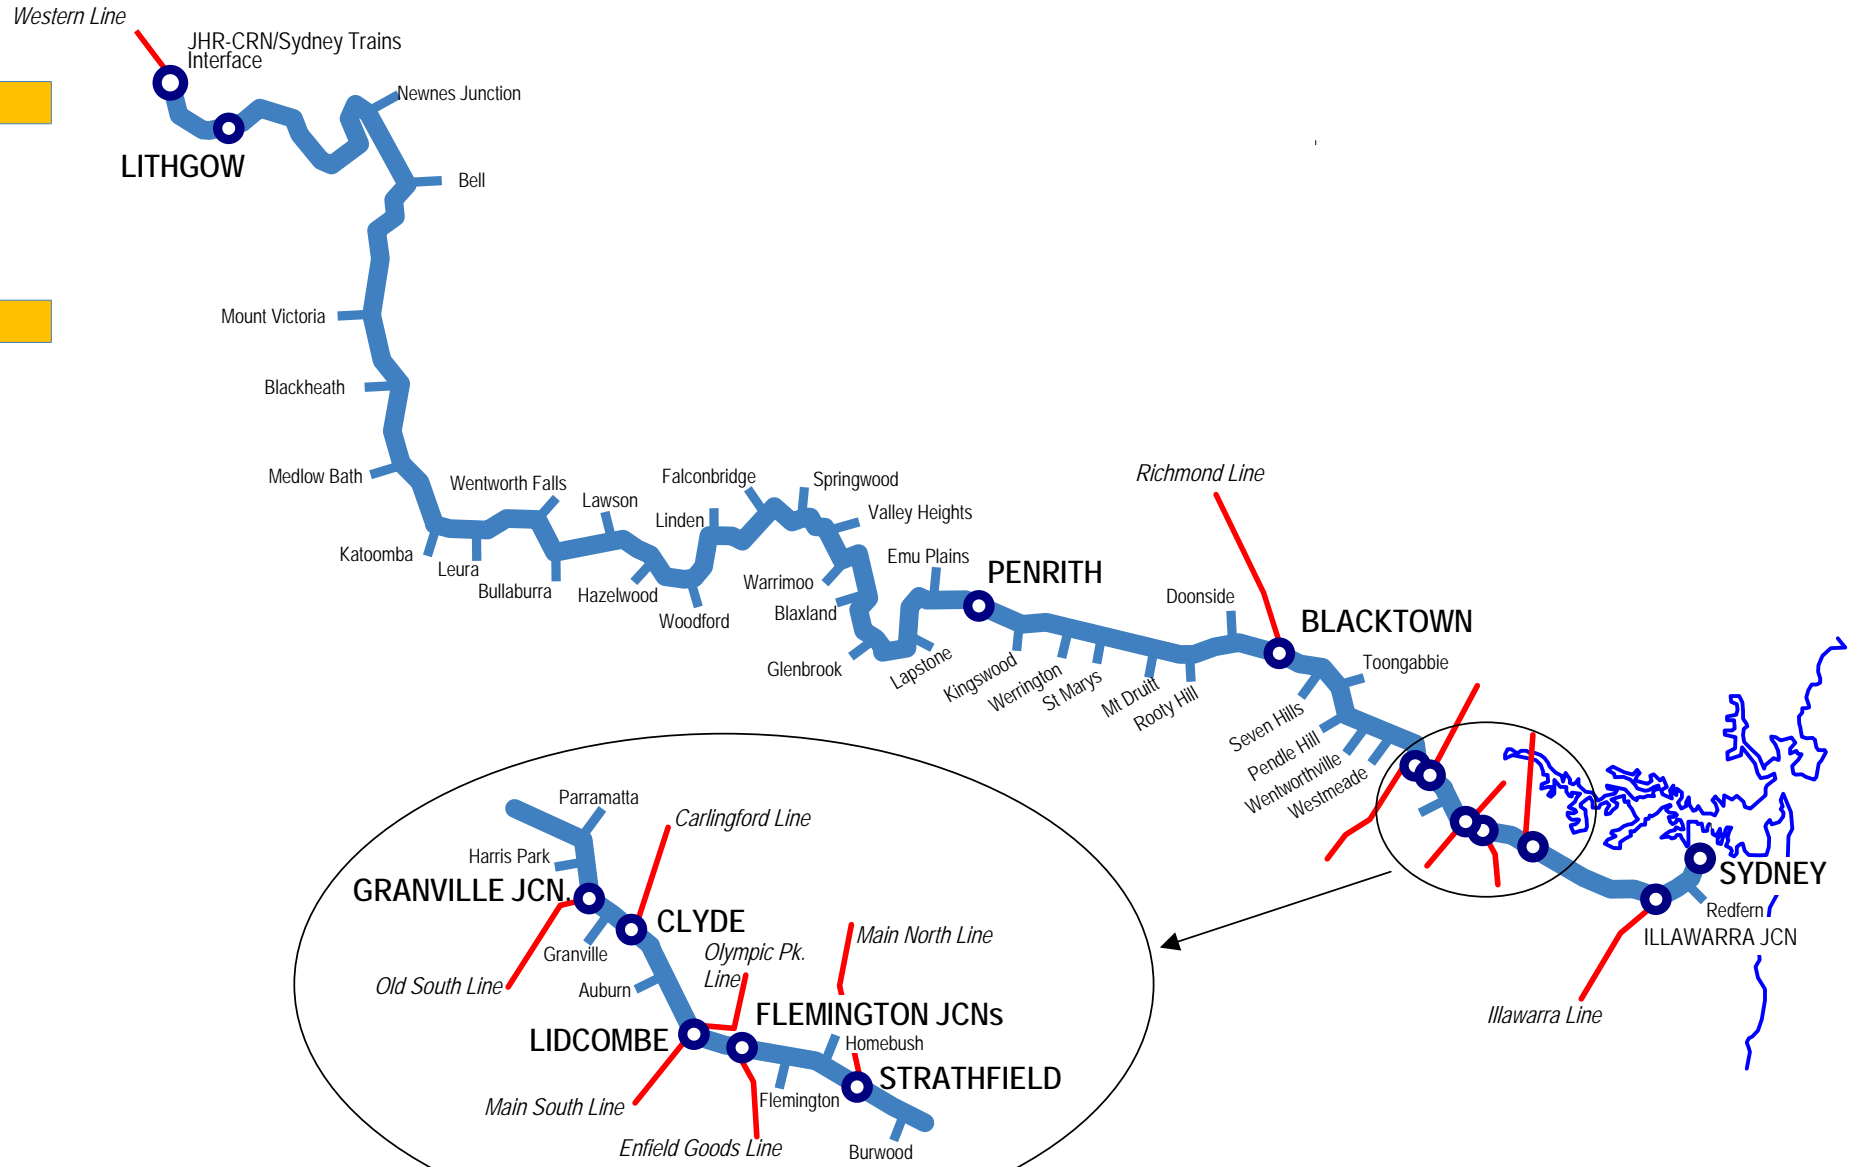 Western Line
JHR-CRN/Sydney Trains
Interface
Newnes Junction
LITHGOW
Bell
Mount Victoria
Blackheath
Medlow Bath
Wentworth Falls
Lawson
Falconbridge
Springwood
Linden
Valley Heights
Katoomba
Leura
Bullaburra
Hazelwood
Woodford
Warrimoo
Blaxland
Glenbrook
Lapstone
Emu Plains
PENRITH
Kingswood
Werrington
St Marys
Mt Druitt
Rooty Hill
Doonside
Richmond Line
BLACKTOWN
Toongabbie
Seven Hills
Pendle Hill
Wentworthville
Westmeade
SYDNEY
Redfern
ILLAWARRA JCN
Illawarra Line
Parramatta
Carlingford Line
Harris Park
GRANVILLE JCN.
CLYDE
Granville
Old South Line
Auburn
Olympic Pk.
Line
Main North Line
FLEMINGTON JCNs
LIDCOMBE
Homebush
STRATHFIELD
Main South Line
Flemington
Enfield Goods Line
Burwood